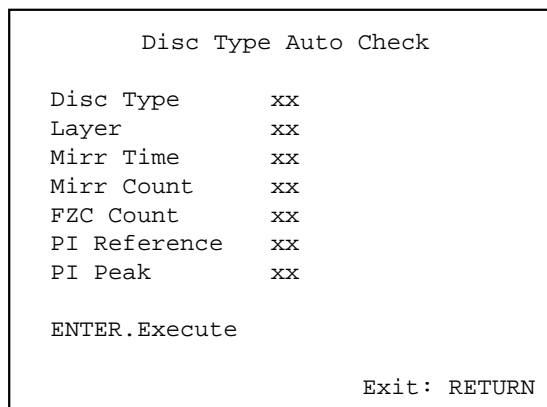 Disc Type Auto Check
Disc Type xx
Layer xx
Mirr Time xx
Mirr Count xx
FZC Count xx
PI Reference xx
PI Peak xx
ENTER.Execute
Exit: RETURN